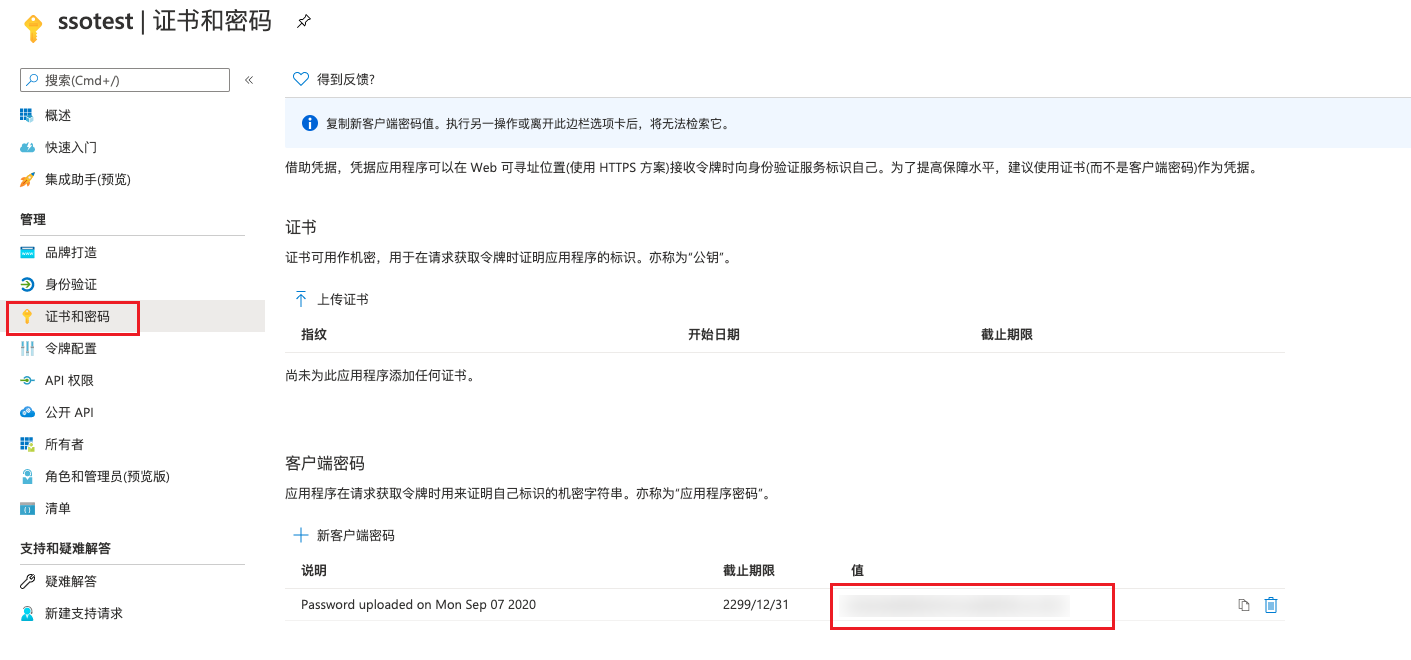 ssotest | 证书和密码
搜索(Cmd+/)
«
概述
快速入门
集成助手(预览)
管理
品牌打造
身份验证
证书和密码
令牌配置
API 权限
公开 API
所有者
角色和管理员(预览版)
清单
支持和疑难解答
疑难解答
新建支持请求
得到反馈?
复制新客户端密码值。执行另一操作或离开此边栏选项卡后，将无法检索它。
借助凭据，凭据应用程序可以在 Web 可寻址位置(使用 HTTPS 方案)接收令牌时向身份验证服务标识自己。为了提高保障水平，建议使用证书(而不是客户端密码)作为凭据。
证书
证书可用作机密，用于在请求获取令牌时证明应用程序的标识。亦称为“公钥”。
上传证书
指纹 开始日期 截止期限
尚未为此应用程序添加任何证书。
客户端密码
应用程序在请求获取令牌时用来证明自己标识的机密字符串。亦称为“应用程序密码”。
新客户端密码
说明 截止期限 值
Password uploaded on Mon Sep 07 2020 2299/12/31